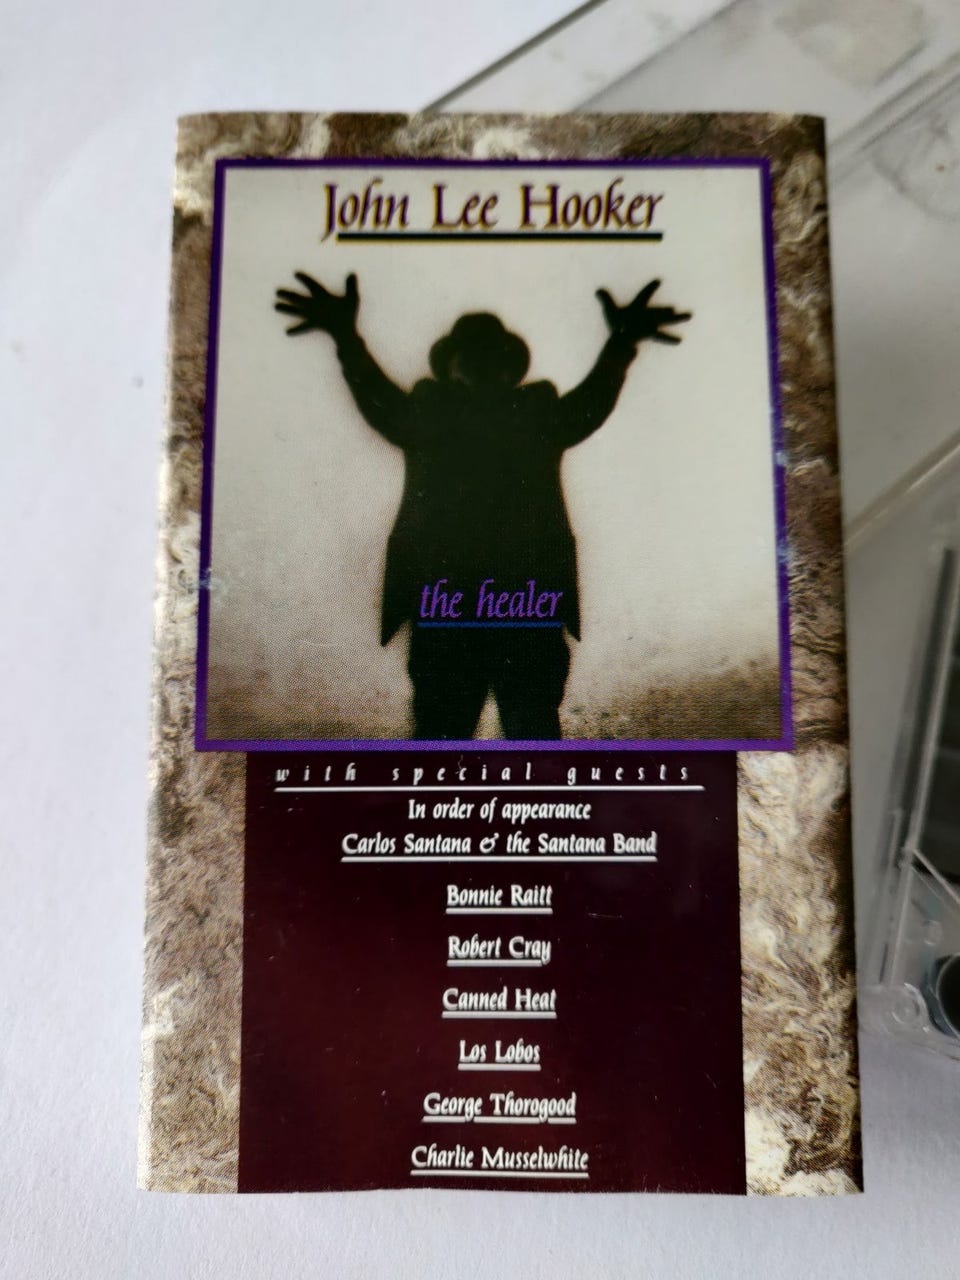 John Lee Hooker
the healer
with special guests
In order of appearance
Carlos Santana & the Santana Band
Bonnie Raitt
Robert Cray
Canned Heat
Los Lobos
George Thorogood
Charlie Musselwhite